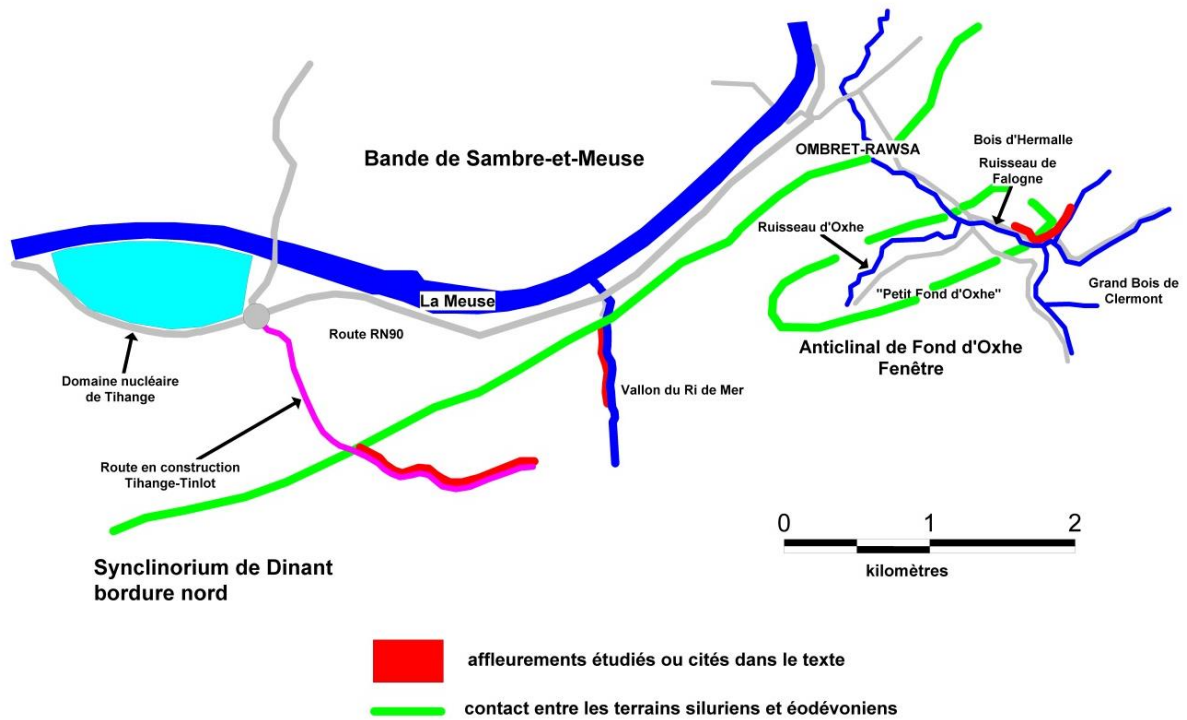 Bande de Sambre-et-Meuse
OMBRET-RAWSA
Bois d'Hermalle
Ruisseau de
Falogne
Ruisseau d'Oxhe
La Meuse
"Petit Fond d'Oxhe"
Grand Bois de
Clermont
Route RN90
Anticlinal de Fond d'Oxhe
Fenêtre
Domaine nucléaire
de Tihange
Vallon du Ri de Mer
Route en construction
Tihange-Tinlot
0 1 2
kilomètres
Synclinorium de Dinant
bordure nord
affleurements étudiés ou cités dans le texte
contact entre les terrains siluriens et éodévoniens